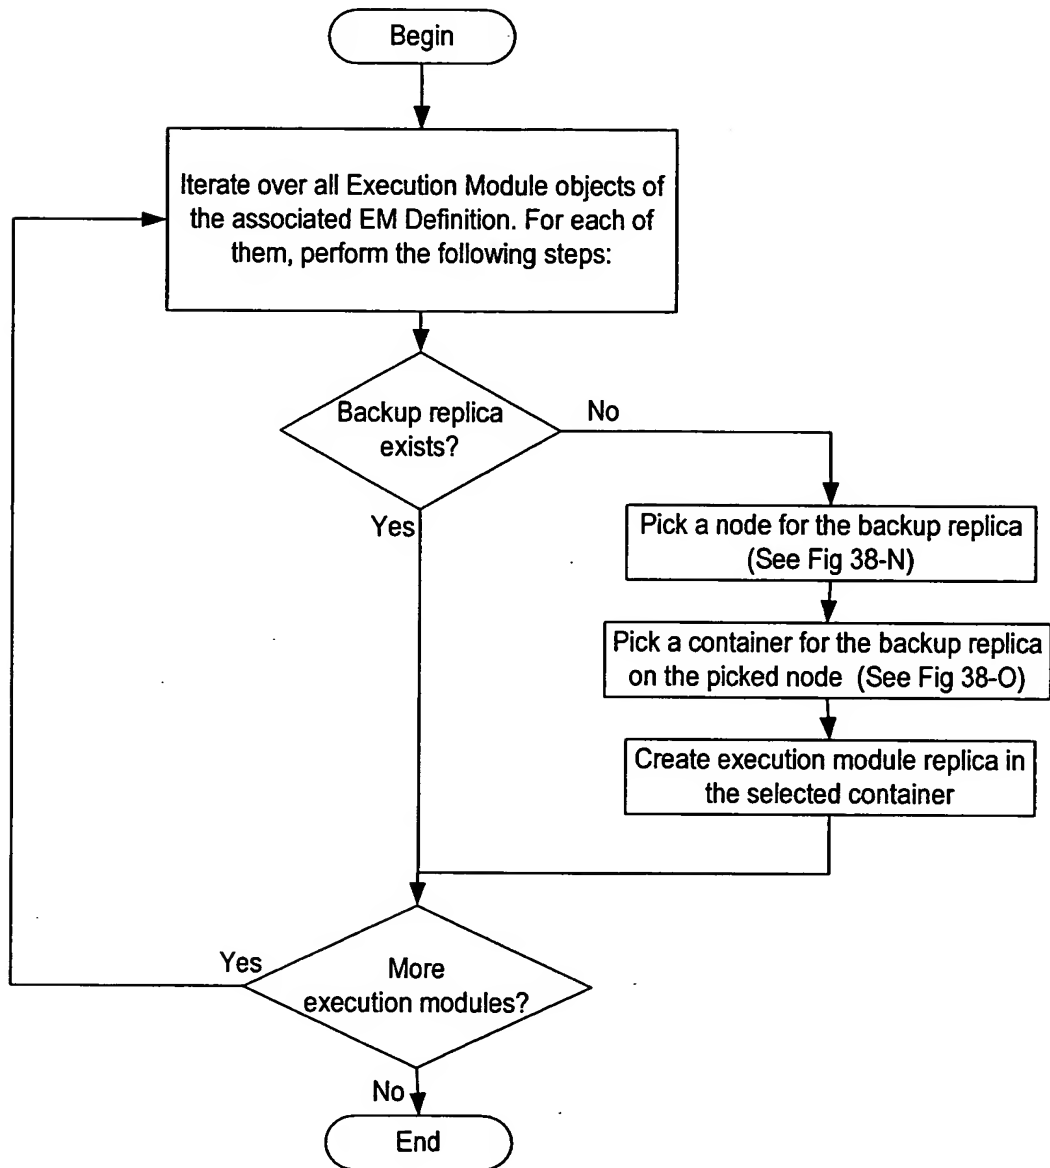 Begin
Iterate over all Execution Module objects of
the associated EM Definition. For each of
them, perform the following steps:
Backup replica
exists?
No
Yes
Pick a node for the backup replica
(See Fig 38-N)
Pick a container for the backup replica
on the picked node (See Fig 38-O)
Create execution module replica in
the selected container
Yes
More
execution modules?
No
End